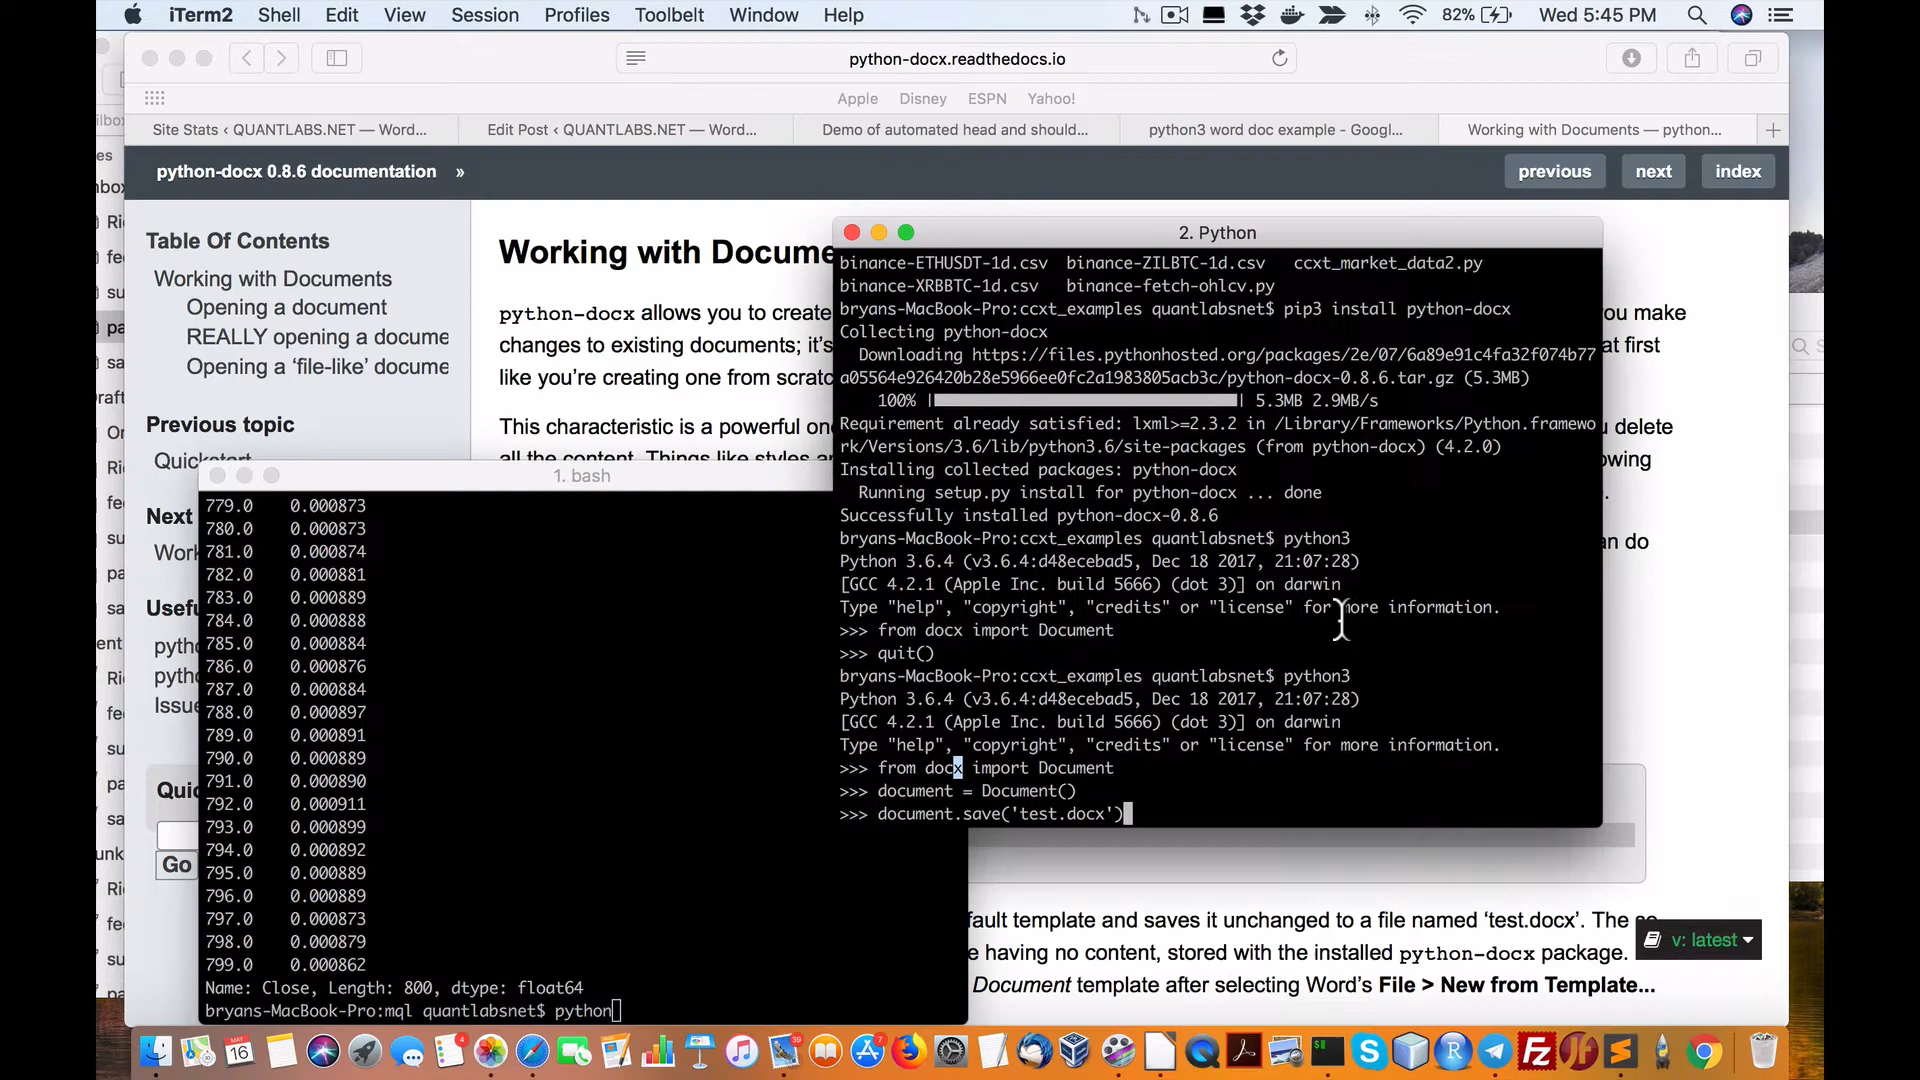 iTerm2 Shell Edit View Session Profiles Toolbelt Window Help 82% Wed 5:45 PM
python-docx.readthedocs.io
Apple Disney ESPN Yahoo!
Site Stats ‹ QUANTLABS.NET — Word... Edit Post ‹ QUANTLABS.NET — Word... Demo of automated head and should... python3 word doc example - Googl... Working with Documents — python...
python-docx 0.8.6 documentation » previous next index
Table Of Contents
Working with Documents
Opening a document
REALLY opening a docume
Opening a ‘file-like’ docume
Previous topic
Quickstart
Next
Work
Usefu
pytho
pytho
Issue
Quic
Go
Working with Docume
python-docx allows you to create you make
changes to existing documents; it’s at first
like you’re creating one from scratc
This characteristic is a powerful on u delete
all the content. Things like styles an owing
an do
2. Python
binance-ETHUSDT-1d.csv binance-ZILBTC-1d.csv ccxt_market_data2.py
binance-XRBBTC-1d.csv binance-fetch-ohlcv.py
bryans-MacBook-Pro:ccxt_examples quantlabsnet$ pip3 install python-docx
Collecting python-docx
Downloading https://files.pythonhosted.org/packages/2e/07/6a89e91c4fa32f074b77
a05564e926420b28e5966ee0fc2a1983805acb3c/python-docx-0.8.6.tar.gz (5.3MB)
100% | | 5.3MB 2.9MB/s
Requirement already satisfied: lxml>=2.3.2 in /Library/Frameworks/Python.framewo
rk/Versions/3.6/lib/python3.6/site-packages (from python-docx) (4.2.0)
Installing collected packages: python-docx
Running setup.py install for python-docx ... done
Successfully installed python-docx-0.8.6
bryans-MacBook-Pro:ccxt_examples quantlabsnet$ python3
Python 3.6.4 (v3.6.4:d48ecebad5, Dec 18 2017, 21:07:28)
[GCC 4.2.1 (Apple Inc. build 5666) (dot 3)] on darwin
Type "help", "copyright", "credits" or "license" for more information.
>>> from docx import Document
>>> quit()
bryans-MacBook-Pro:ccxt_examples quantlabsnet$ python3
Python 3.6.4 (v3.6.4:d48ecebad5, Dec 18 2017, 21:07:28)
[GCC 4.2.1 (Apple Inc. build 5666) (dot 3)] on darwin
Type "help", "copyright", "credits" or "license" for more information.
>>> from docx import Document
>>> document = Document()
>>> document.save('test.docx')
1. bash
779.0 0.000873
780.0 0.000873
781.0 0.000874
782.0 0.000881
783.0 0.000889
784.0 0.000888
785.0 0.000884
786.0 0.000876
787.0 0.000884
788.0 0.000897
789.0 0.000891
790.0 0.000889
791.0 0.000890
792.0 0.000911
793.0 0.000899
794.0 0.000892
795.0 0.000889
796.0 0.000889
797.0 0.000873
798.0 0.000879
799.0 0.000862
Name: Close, Length: 800, dtype: float64
bryans-MacBook-Pro:mql quantlabsnet$ python
fault template and saves it unchanged to a file named ‘test.docx’. The so
e having no content, stored with the installed python-docx package.
Document template after selecting Word’s File > New from Template...
v: latest